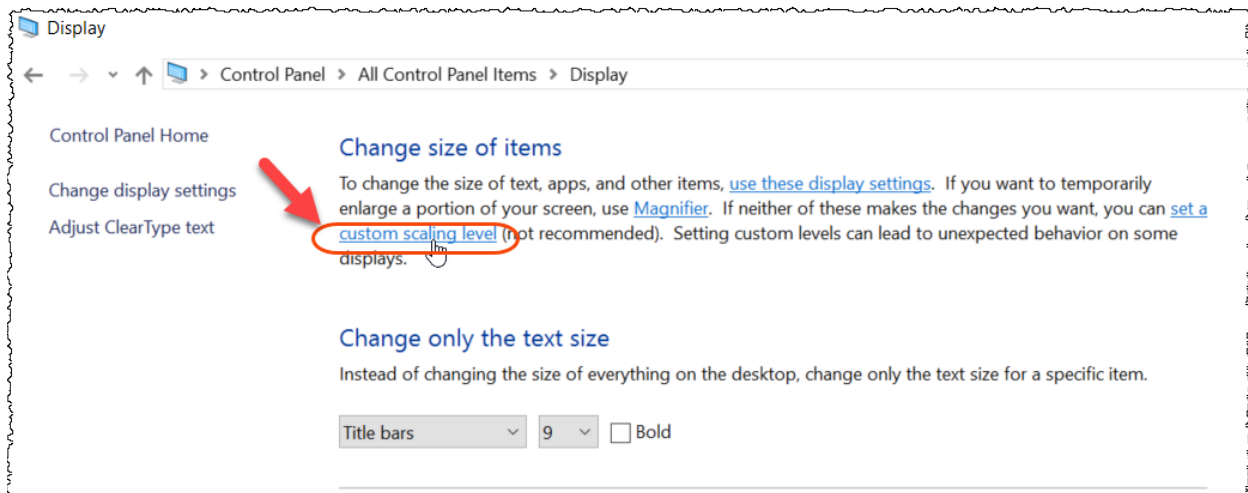 Display
Control Panel > All Control Panel Items > Display
Control Panel Home
Change display settings
Adjust ClearType text
Change size of items
To change the size of text, apps, and other items, use these display settings. If you want to temporarily
enlarge a portion of your screen, use Magnifier. If neither of these makes the changes you want, you can set a
custom scaling level (not recommended). Setting custom levels can lead to unexpected behavior on some
displays.
Change only the text size
Instead of changing the size of everything on the desktop, change only the text size for a specific item.
Title bars 9 Bold